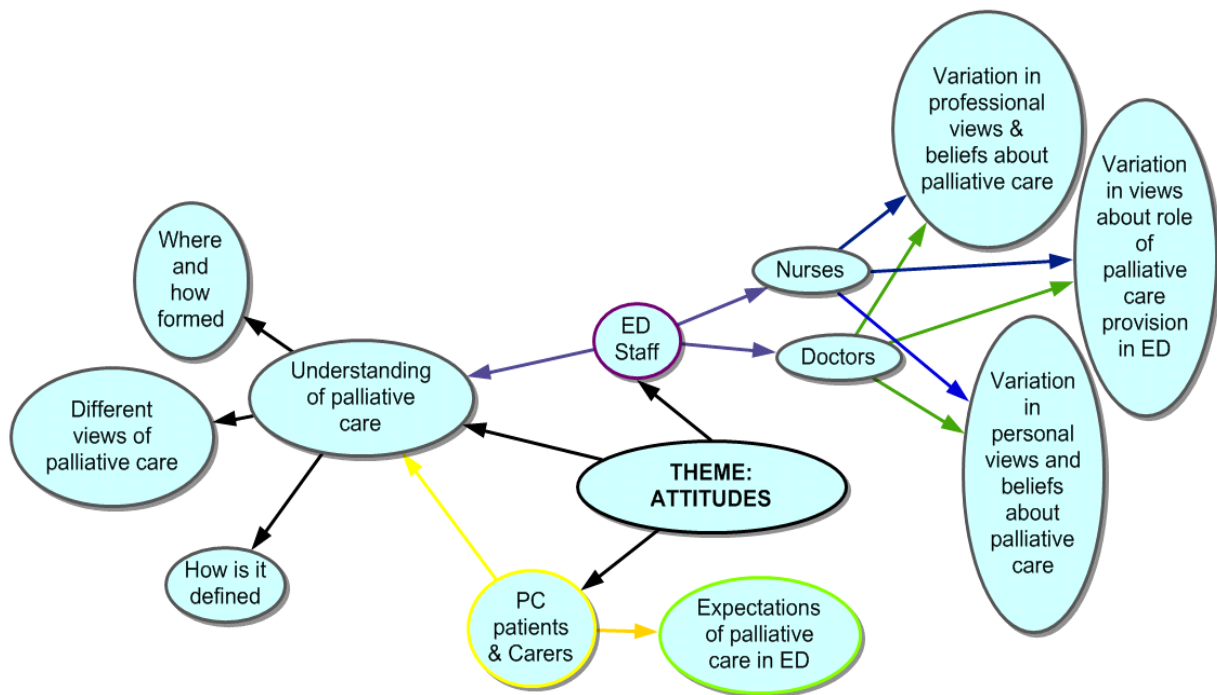 Variation in
professional
views &
beliefs about
palliative care
Variation
in views
about role
of
palliative
care
provision
in ED
Where
and
how
formed
Nurses
ED
Staff
Doctors
Understanding
of palliative
care
Different
views of
palliative care
Variation
in
personal
views and
beliefs
about
palliative
care
THEME:
ATTITUDES
How is it
defined
PC
patients
& Carers
Expectations
of palliative
care in ED